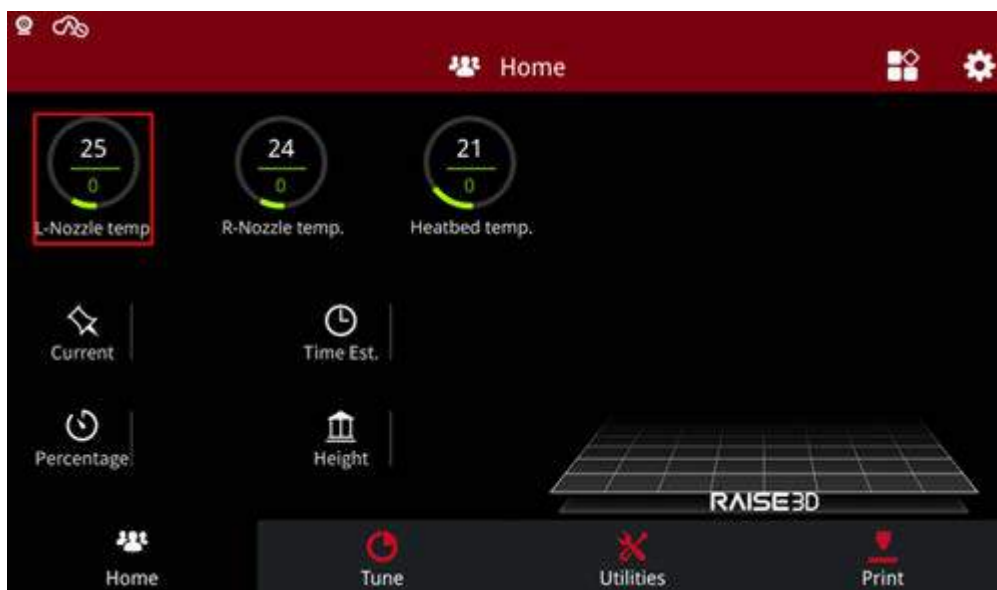 Home
25
0
L-Nozzle temp
24
0
R-Nozzle temp.
21
0
Heatbed temp.
Current
Time Est.
Percentage
Height
RAISE3D
Home
Tune
Utilities
Print